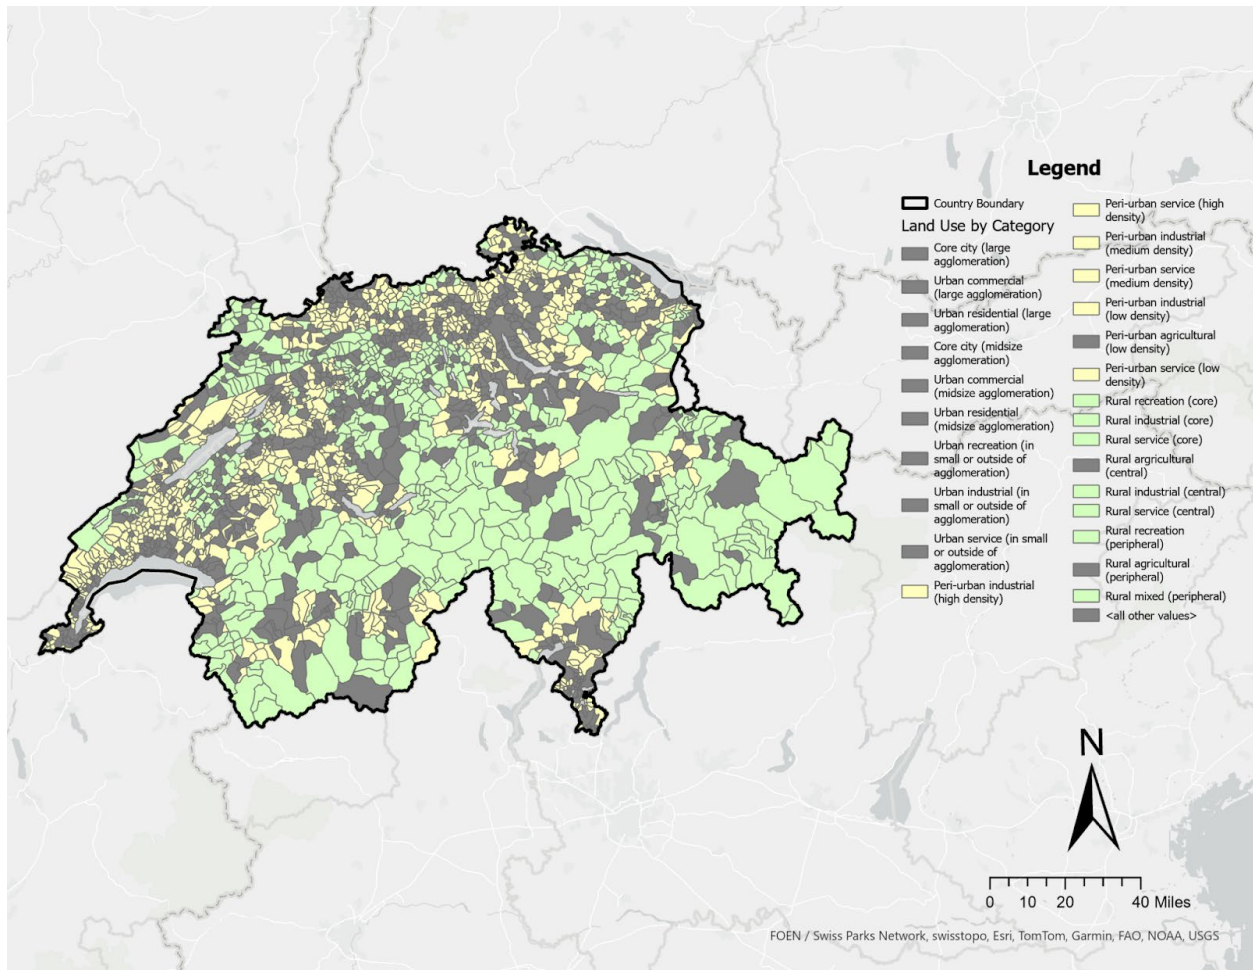 Legend
Country Boundary
Land Use by Category
Core city (large
agglomeration)
Urban commercial
(large agglomeration)
Urban residential (large
agglomeration)
Core city (midsize
agglomeration)
Urban commercial
(midsize agglomeration)
Urban residential
(midsize agglomeration)
Urban recreation (in
small or outside of
agglomeration)
Urban industrial (in
small or outside of
agglomeration)
Urban service (in small
or outside of
agglomeration)
Peri-urban industrial
(high density)
Peri-urban service (high
density)
Peri-urban industrial
(medium density)
Peri-urban service
(medium density)
Peri-urban industrial
(low density)
Peri-urban agricultural
(low density)
Peri-urban service (low
density)
Rural recreation (core)
Rural industrial (core)
Rural service (core)
Rural argricultural
(central)
Rural industrial (central)
Rural service (central)
Rural recreation
(peripheral)
Rural agricultural
(peripheral)
Rural mixed (peripheral)
<all other values>
N
0 10 20 40 Miles
FOEN / Swiss Parks Network, swisstopo, Esri, TomTom, Garmin, FAO, NOAA, USGS